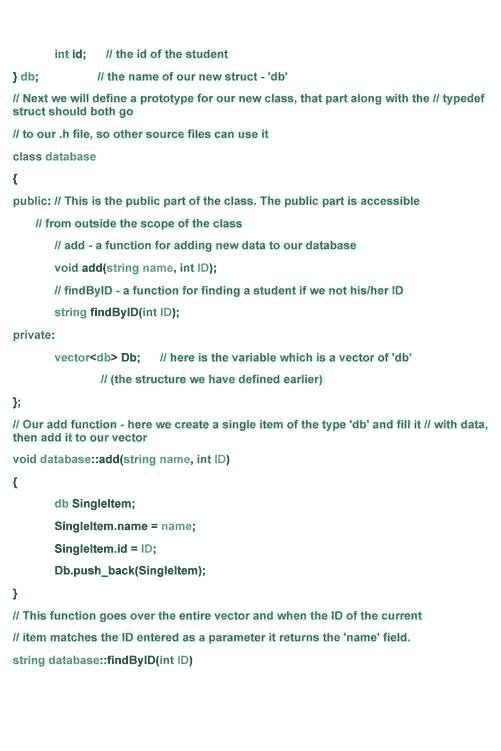 int id; // the id of the student
} db; // the name of our new struct - 'db'
// Next we will define a prototype for our new class, that part along with the // typedef
struct should both go
// to our .h file, so other source files can use it
class database
{
public: // This is the public part of the class. The public part is accessible
// from outside the scope of the class
// add - a function for adding new data to our database
void add(string name, int ID);
// findByID - a function for finding a student if we not his/her ID
string findByID(int ID);
private:
vector<db> Db; // here is the variable which is a vector of 'db'
// (the structure we have defined earlier)
};
// Our add function - here we create a single item of the type 'db' and fill it // with data,
then add it to our vector
void database::add(string name, int ID)
{
db SingleItem;
SingleItem.name = name;
SingleItem.id = ID;
Db.push_back(SingleItem);
}
// This function goes over the entire vector and when the ID of the current
// item matches the ID entered as a parameter it returns the 'name' field.
string database::findByID(int ID)